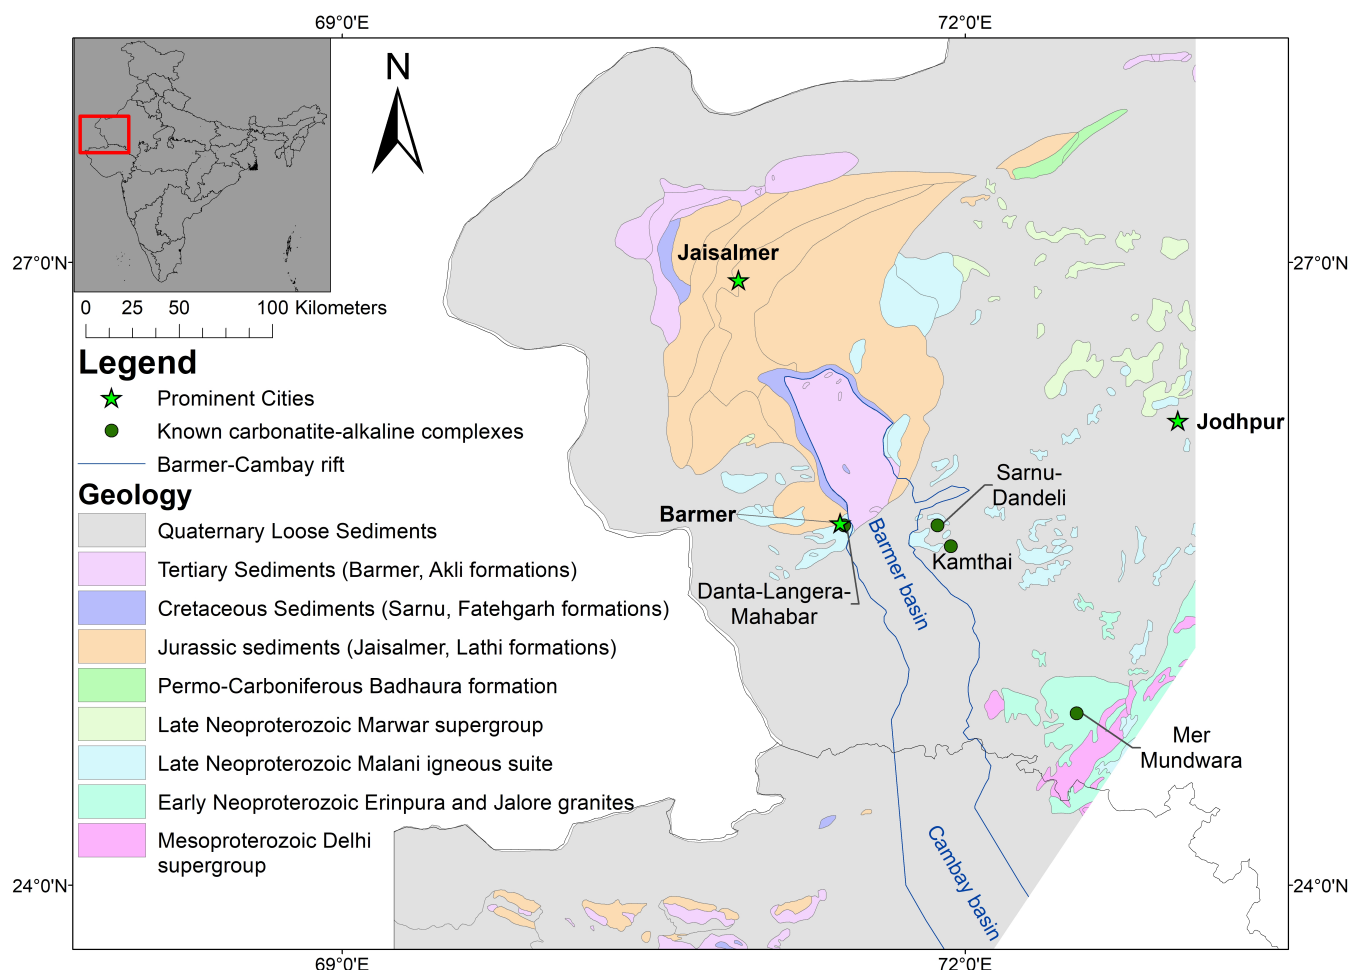 69°0'E
72°0'E
N
27°0'N
27°0'N
0 25 50 100 Kilometers
Legend
Prominent Cities
Known carbonatite-alkaline complexes
Barmer-Cambay rift
Geology
Quaternary Loose Sediments
Tertiary Sediments (Barmer, Akli formations)
Cretaceous Sediments (Sarnu, Fatehgarh formations)
Jurassic sediments (Jaisalmer, Lathi formations)
Permo-Carboniferous Badhaura formation
Late Neoproterozoic Marwar supergroup
Late Neoproterozoic Malani igneous suite
Early Neoproterozoic Erinpura and Jalore granites
Mesoproterozoic Delhi
supergroup
Jaisalmer
Jodhpur
Sarnu-
Dandeli
Barmer
Kamthai
Danta-Langera-
Mahabar
Barmer basin
Mer
Mundwara
Cambay basin
24°0'N
24°0'N
69°0'E
72°0'E